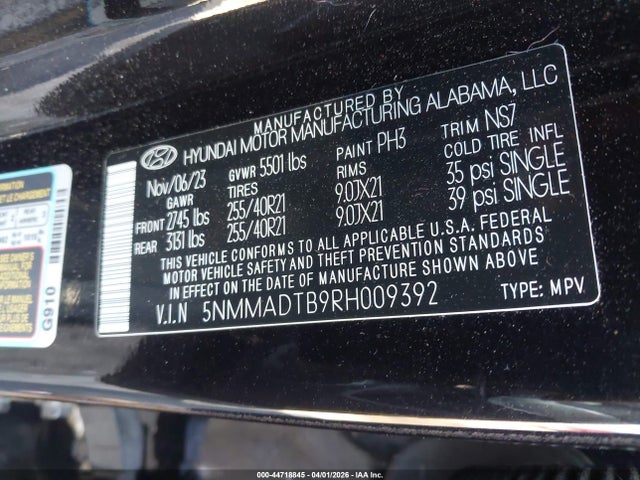 MANUFACTURED BY
HYUNDAI MOTOR MANUFACTURING ALABAMA, LLC
Nov/06/23 GVWR 5501 lbs PAINT PH3 TRIM NS7
GAWR TIRES RIMS COLD TIRE INFL
FRONT 2745 lbs 255/40R21 9.0JX21 35 psi SINGLE
REAR 3131 lbs 255/40R21 9.0JX21 39 psi SINGLE
THIS VEHICLE CONFORMS TO ALL APPLICABLE U.S.A. FEDERAL
MOTOR VEHICLE SAFETY AND THEFT PREVENTION STANDARDS
IN EFFECT ON THE DATE OF MANUFACTURE SHOWN ABOVE
V.I.N 5NMMADTB9RH009392 TYPE: MPV
G910
000-44718845 - 04/01/2026 - IAA Inc.